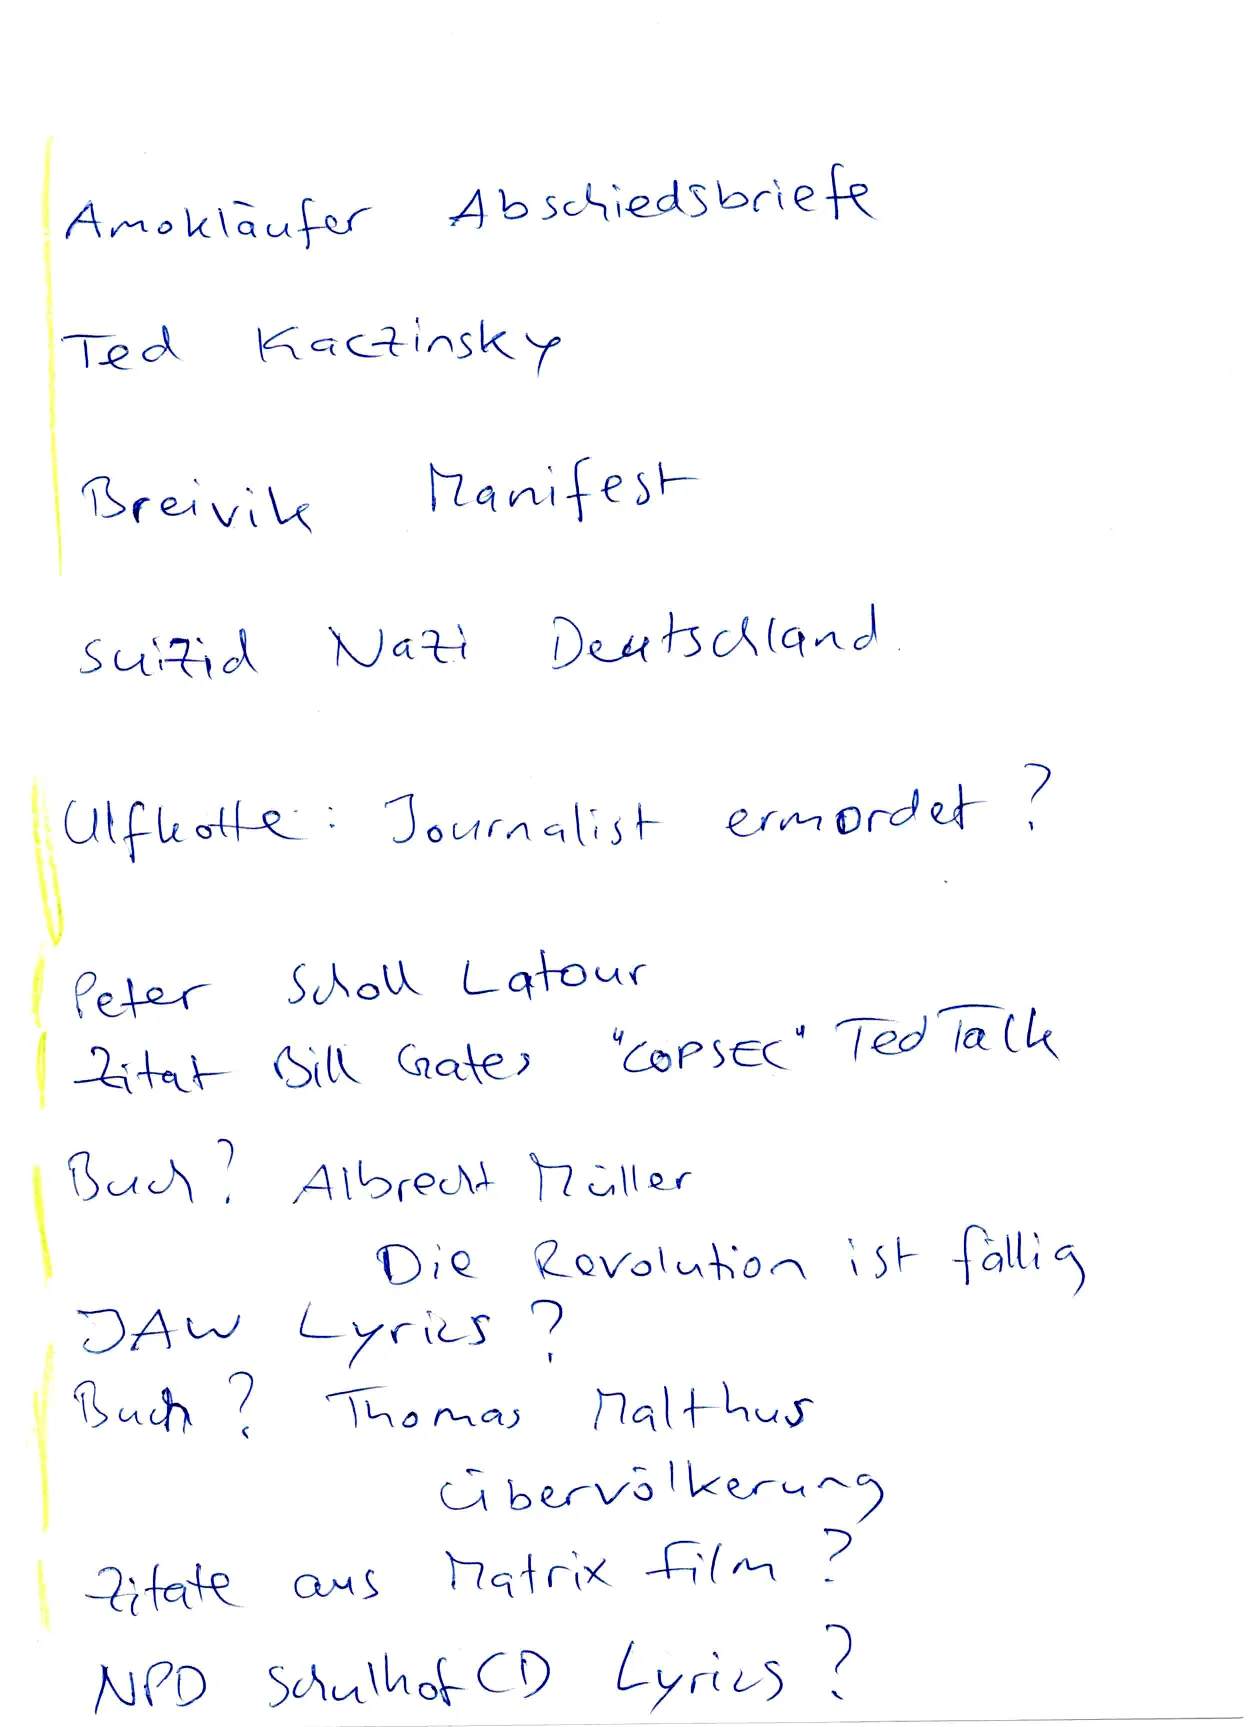 Amokläufer Abschiedsbriefe
Ted Kaczinsky
Breivik Manifest
suizid Nazi Deutschland
Ulfkotte: Journalist ermordet?
Peter Scholl Latour
Zitat Bill Gates "COPSEC" Ted Talk
Buch? Albrecht Müller
Die Revolution ist fällig
JAW Lyrics?
Buch? Thomas Malthus
übervölkerung
Zitate aus Matrix Film?
NPD Schulhof CD Lyrics?